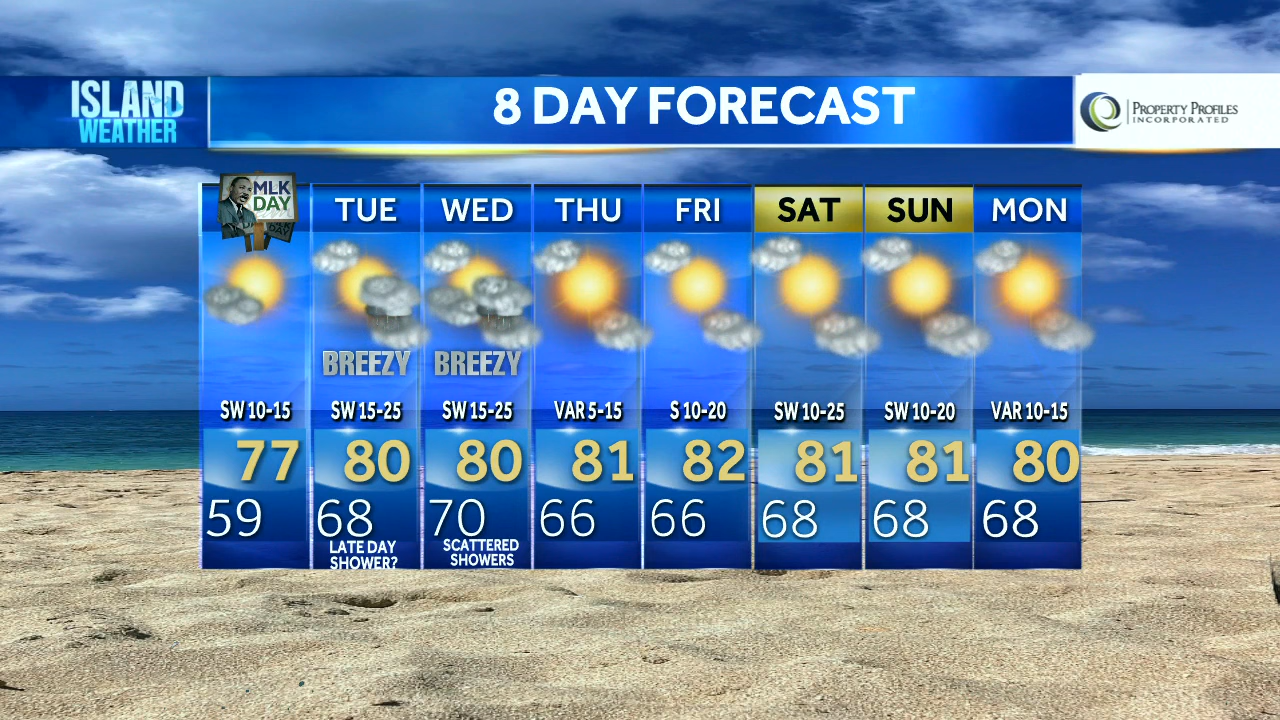 ISLAND
WEATHER
8 DAY FORECAST
PROPERTY PROFILES
INCORPORATED
MLK
DAY
TUE
WED
THU
FRI
SAT
SUN
MON
BREEZY
BREEZY
SW 10-15
SW 15-25
SW 15-25
VAR 5-15
S 10-20
SW 10-25
SW 10-20
VAR 10-15
77
80
80
81
82
81
81
80
59
68
70
66
66
68
68
68
LATE DAY
SHOWER?
SCATTERED
SHOWERS